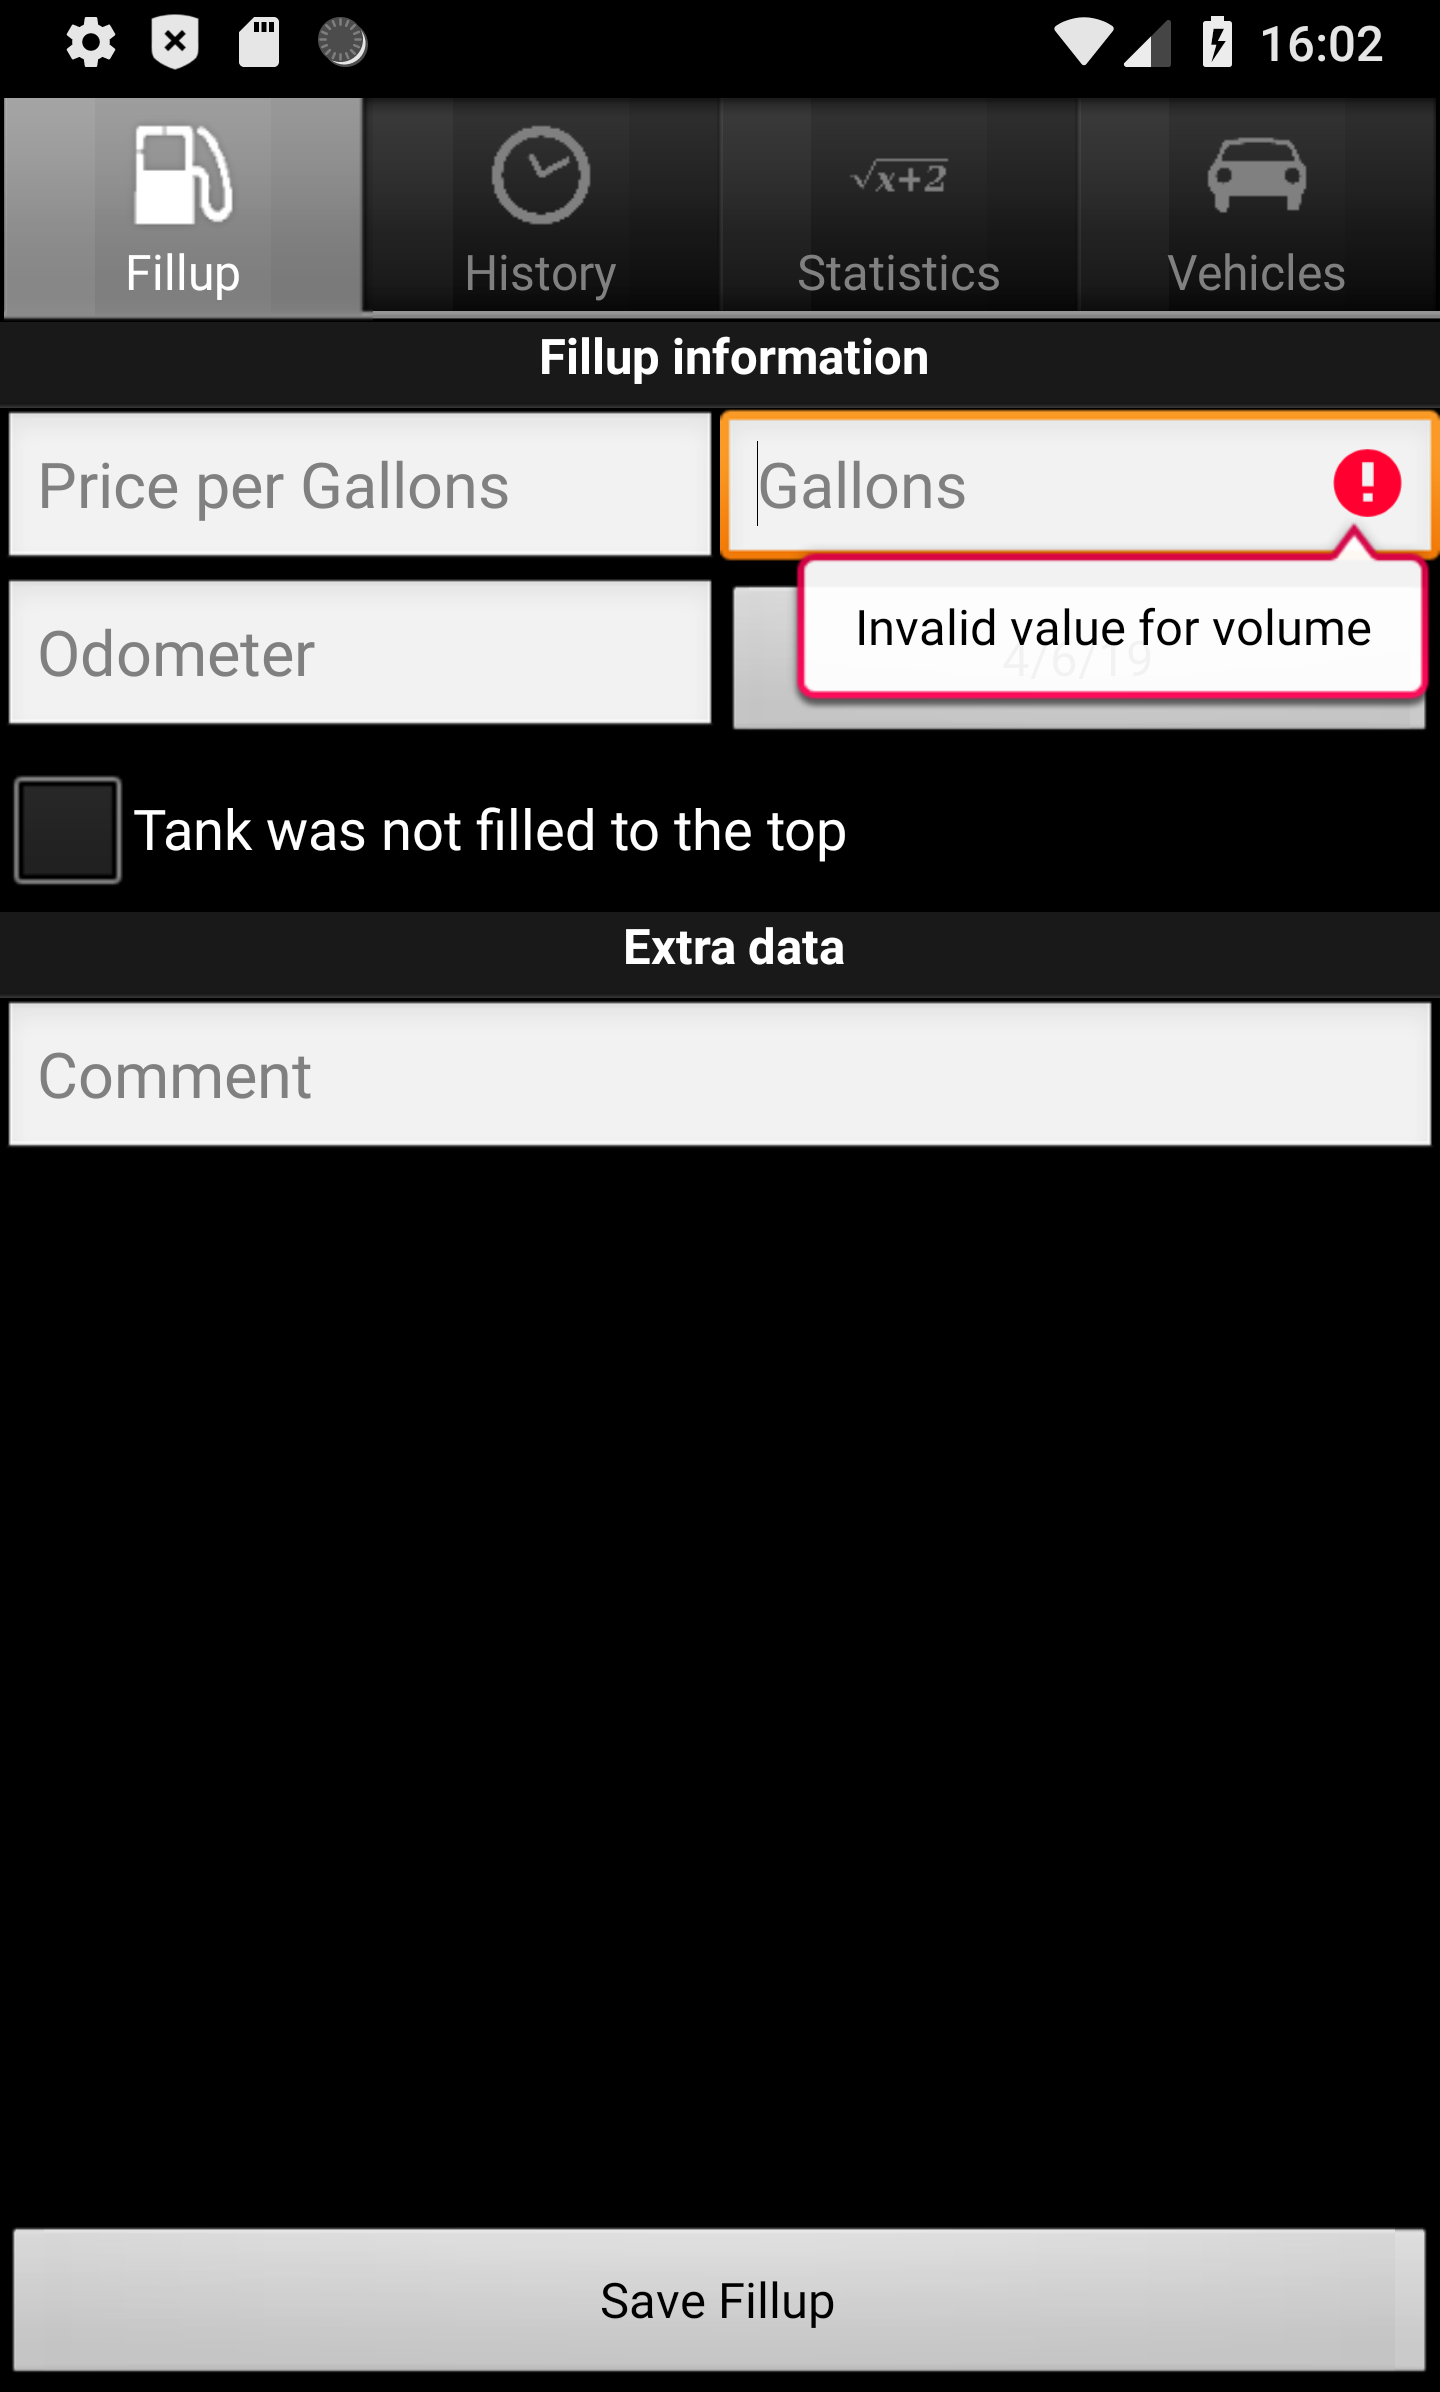 16:02
√x+2
Fillup
History
Statistics
Vehicles
Fillup information
Price per Gallons
Gallons
Invalid value for volume
Odometer
4/6/19
Tank was not filled to the top
Extra data
Comment
Save Fillup